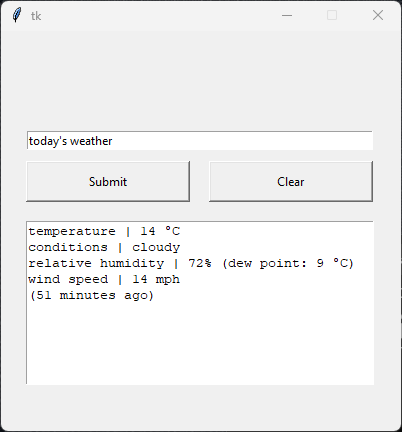 tk
today's weather
Submit
Clear
temperature | 14 °C
conditions | cloudy
relative humidity | 72% (dew point: 9 °C)
wind speed | 14 mph
(51 minutes ago)